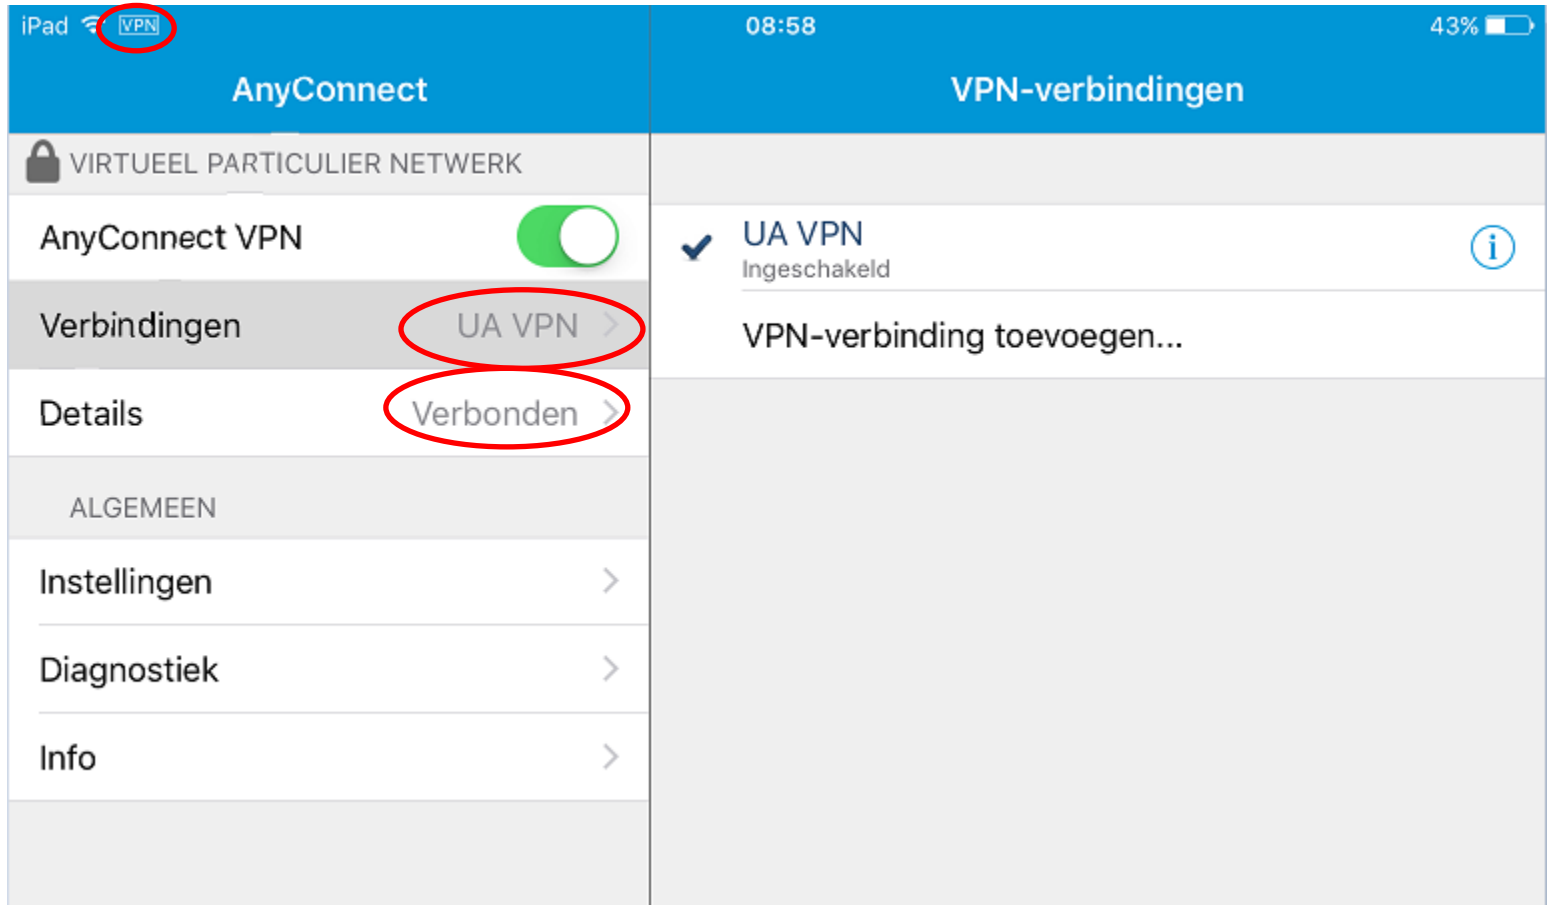 iPad VPN 08:58 43%
AnyConnect
VPN-verbindingen
VIRTUEEL PARTICULIER NETWERK
AnyConnect VPN
Verbindingen UA VPN
Details Verbonden
ALGEMEEN
Instellingen
Diagnostiek
Info
UA VPN
Ingeschakeld
VPN-verbinding toevoegen...